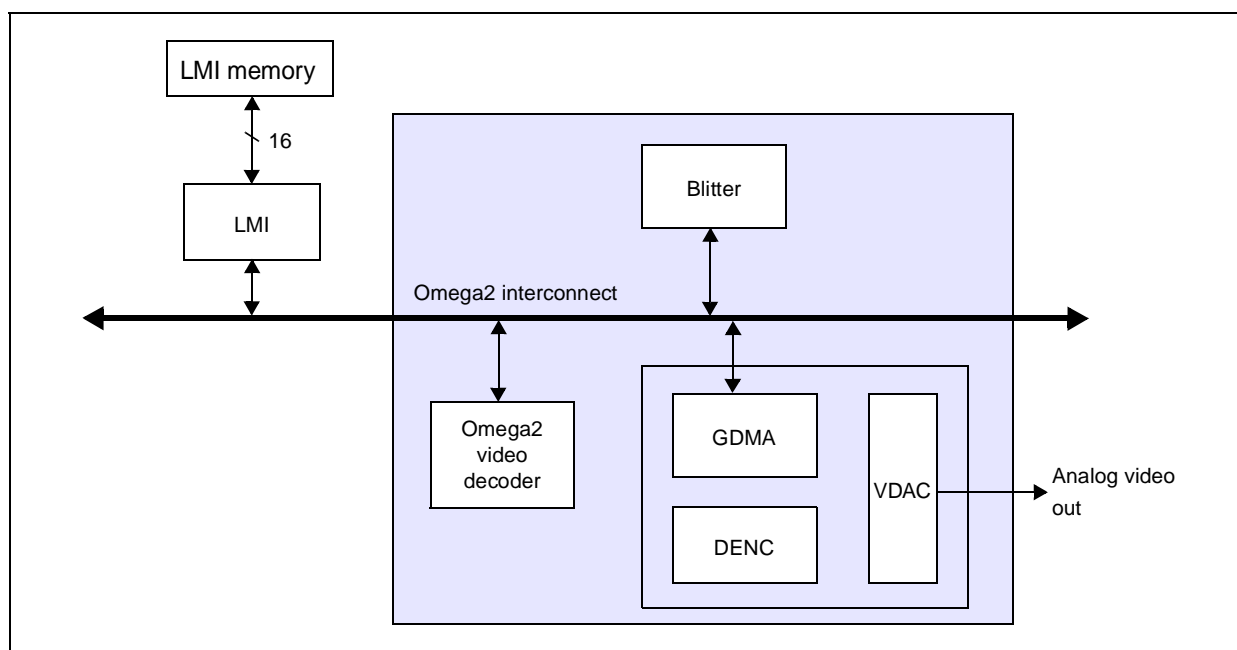 LMI memory
16
LMI
Blitter
Omega2 interconnect
Omega2
video
decoder
GDMA
DENC
VDAC
Analog video
out